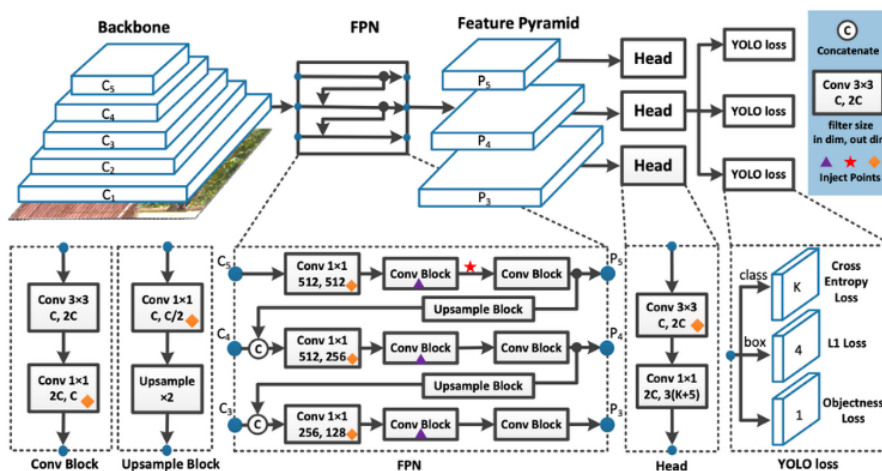 Backbone
C5
C4
C3
C2
C1
FPN
Feature Pyramid
P5
P4
P3
Head
Head
Head
YOLO loss
YOLO loss
YOLO loss
C
Concatenate
Conv 3×3
C, 2C
filter size
in dim, out dim
Inject Points
Conv 3×3
C, 2C
Conv 1×1
2C, C
Conv Block
Conv 1×1
C, C/2
Upsample
×2
Upsample Block
C5
Conv 1×1
512, 512
Conv Block
Conv Block
P5
Upsample Block
C4
C
Conv 1×1
512, 256
Conv Block
Conv Block
P4
Upsample Block
C3
C
Conv 1×1
256, 128
Conv Block
Conv Block
P3
FPN
Conv 3×3
C, 2C
Conv 1×1
2C, 3(K+5)
Head
class
K
Cross
Entropy
Loss
box
4
L1 Loss
1
Objectness
Loss
YOLO loss